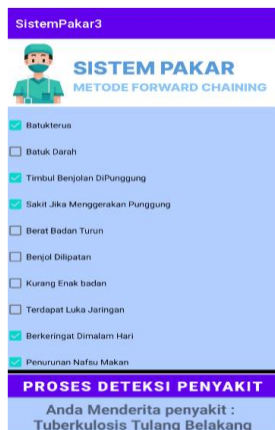 SistemPakar3
SISTEM PAKAR
METODE FORWARD CHAINING
Batukterus
Batuk Darah
Timbul Benjolan DiPunggung
Sakit Jika Menggerakan Punggung
Berat Badan Turun
Benjol Dilipatan
Kurang Enak badan
Terdapat Luka Jaringan
Berkeringat Dimalam Hari
Penurunan Nafsu Makan
PROSES DETEKSI PENYAKIT
Anda Menderita penyakit :
Tuberkulosis Tulang Belakang